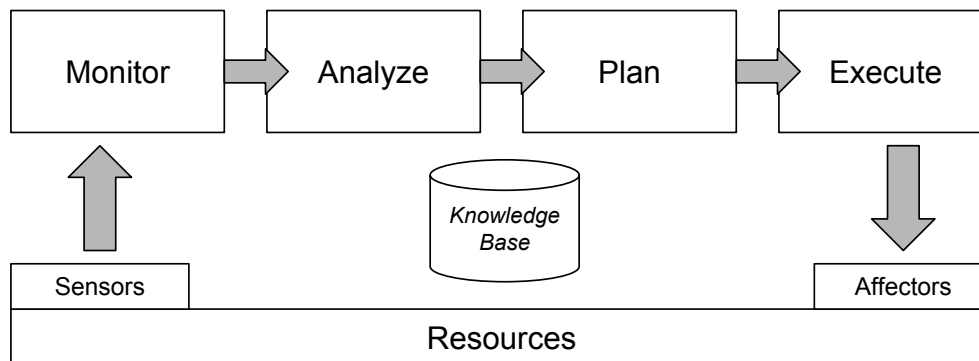 Monitor
Analyze
Plan
Execute
Knowledge
Base
Sensors
Affectors
Resources